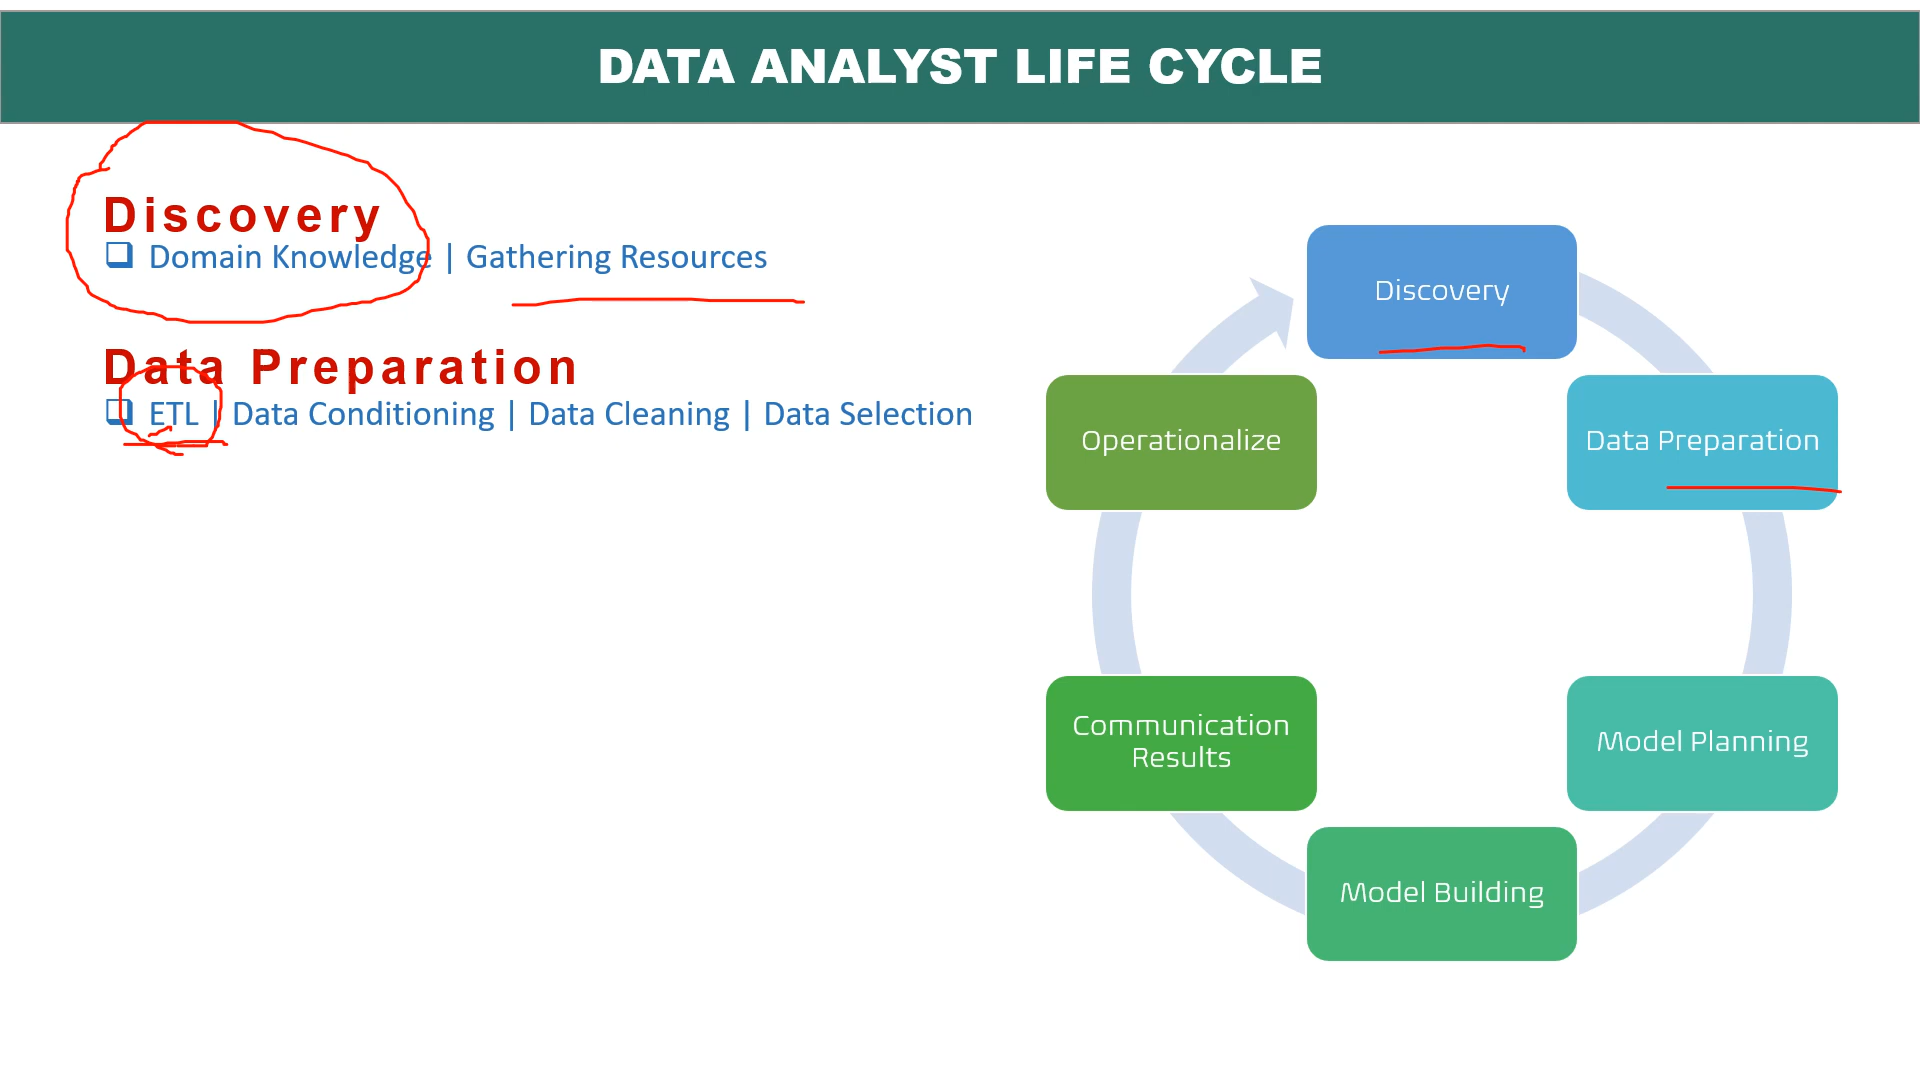 DATA ANALYST LIFE CYCLE
Discovery
Domain Knowledge | Gathering Resources
Data Preparation
ETL | Data Conditioning | Data Cleaning | Data Selection
Discovery
Data Preparation
Model Planning
Model Building
Communication
Results
Operationalize